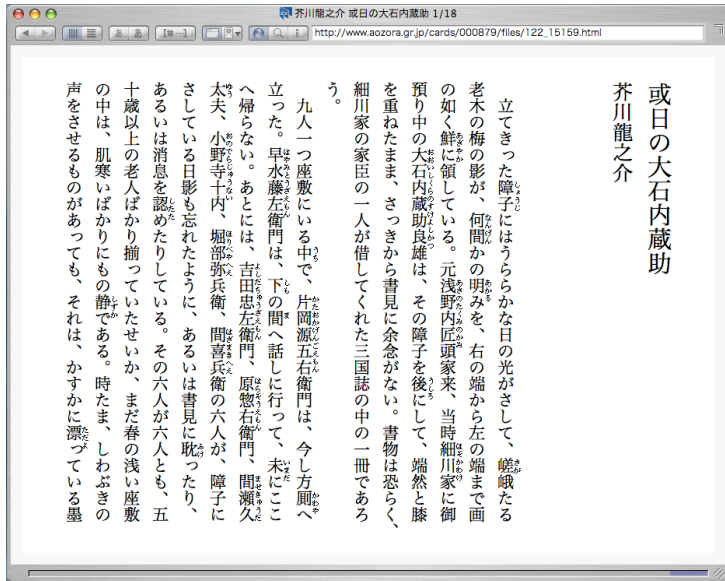 芥川龍之介 或日の大石内蔵助 1/18
あ あ
[#…]
http://www.aozora.gr.jp/cards/000879/files/122_15159.html
或日の大石内蔵助
芥川龍之介
立てきった障子にはうららかな日の光がさして、嵯峨たる
老木の梅の影が、何間かの明みを、右の端から左の端まで画
の如く鮮に領している。元浅野内匠頭家来、当時細川家に御
預り中の大石内蔵助良雄は、その障子を後にして、端然と膝
を重ねたまま、さっきから書見に余念がない。書物は恐らく、
細川家の家臣の一人が借してくれた三国誌の中の一冊であろ
う。
九人一つ座敷にいる中で、片岡源五右衛門は、今し方厠へ
立った。早水藤左衛門は、下の間へ話しに行って、未にここ
へ帰らない。あとには、吉田忠左衛門、原惣右衛門、間瀬久
太夫、小野寺十内、堀部弥兵衛、間喜兵衛の六人が、障子に
さしている日影も忘れたように、あるいは書見に耽ったり、
あるいは消息を認めたりしている。その六人が六人とも、五
十歳以上の老人ばかり揃っていたせいか、まだ春の浅い座敷
の中は、肌寒いばかりにもの静である。時たま、しわぶきの
声をさせるものがあっても、それは、かすかに漂っている墨